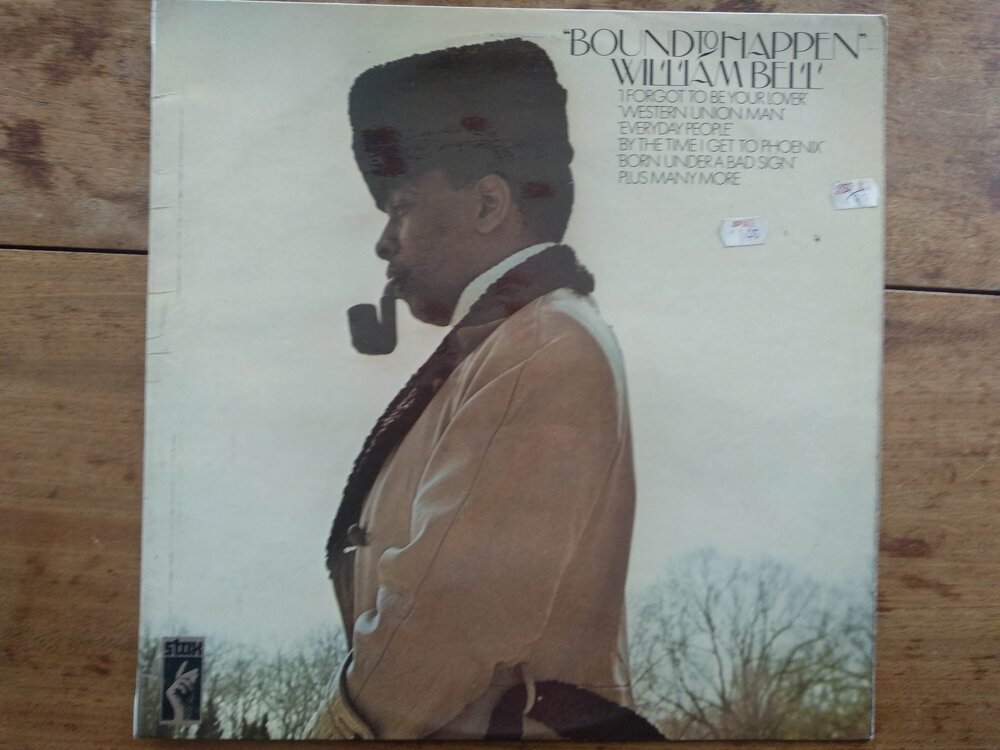 "BOUND TO HAPPEN"
WILLIAM BELL
"I FORGOT TO BE YOUR LOVER"
"WESTERN UNION MAN"
"EVERYDAY PEOPLE"
"BY THE TIME I GET TO PHOENIX"
"BORN UNDER A BAD SIGN"
PLUS MANY MORE
stax